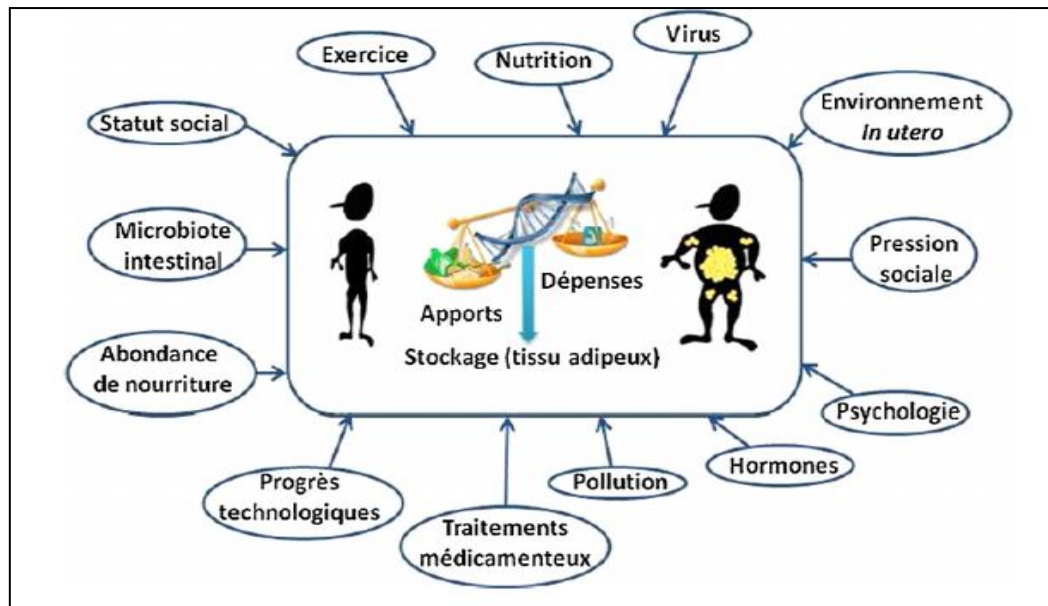 Virus
Exercice
Nutrition
Environnement
In utero
Statut social
Microbiote
intestinal
Pression
sociale
Dépenses
Apports
Stockage (tissu adipeux)
Abondance
de nourriture
Psychologie
Hormones
Pollution
Progrès
technologiques
Traitements
médicamenteux